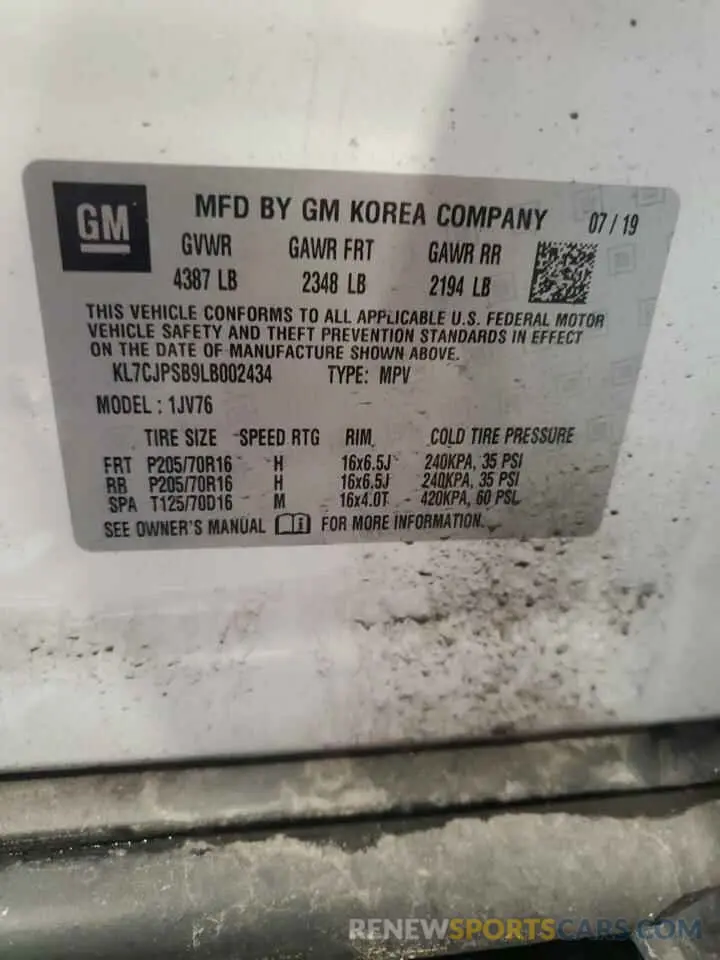 GM
MFD BY GM KOREA COMPANY 07/19
GVWR GAWR FRT GAWR RR
4387 LB 2348 LB 2194 LB
THIS VEHICLE CONFORMS TO ALL APPLICABLE U.S. FEDERAL MOTOR
VEHICLE SAFETY AND THEFT PREVENTION STANDARDS IN EFFECT
ON THE DATE OF MANUFACTURE SHOWN ABOVE.
KL7CJPSB9LB002434 TYPE: MPV
MODEL: 1JV76
TIRE SIZE SPEED RTG RIM COLD TIRE PRESSURE
FRT P205/70R16 H 16x6.5J 240KPA, 35 PSI
RR P205/70R16 H 16x6.5J 240KPA, 35 PSI
SPA T125/70D16 M 16x4.0T 420KPA, 60 PSI
SEE OWNER'S MANUAL FOR MORE INFORMATION.
RENEWSPORTSCARS.COM